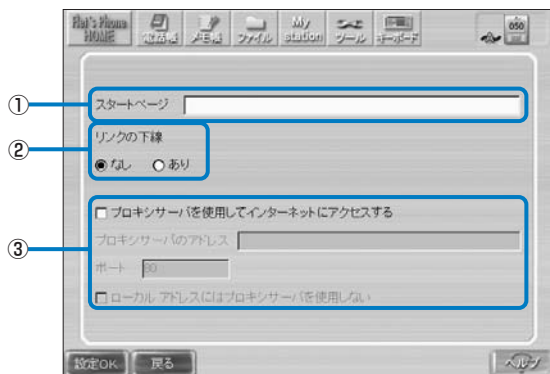 Flet's Phone HOME
電話帳
メモ帳
ファイル
My station
ツール
キーボード
050
①
スタートページ
②
リンクの下線
なし あり
③
プロキシサーバを使用してインターネットにアクセスする
プロキシサーバのアドレス
ポート 80
ローカル アドレスにはプロキシサーバを使用しない
設定OK 戻る ヘルプ